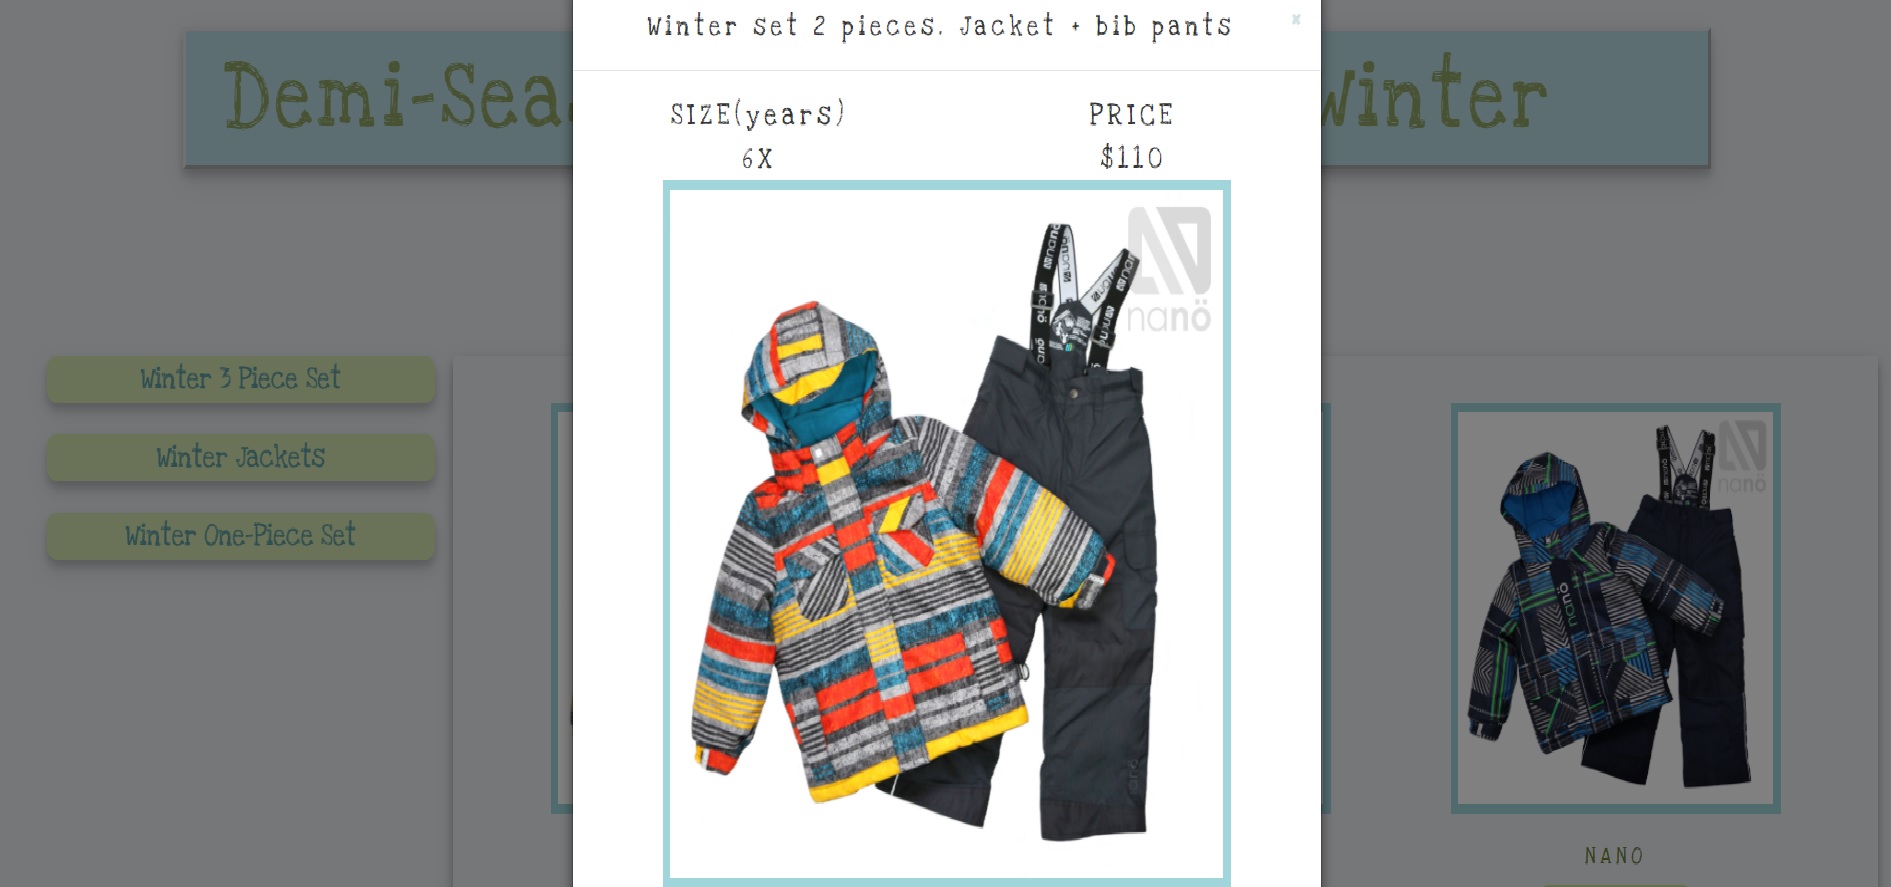 Winter set 2 pieces. Jacket + bib pants
x
Demi-Sea
Winter
SIZE(years)
PRICE
6X
$110
nanö
Winter 3 Piece Set
Winter Jackets
Winter One-Piece Set
nanö
nanö
NANO